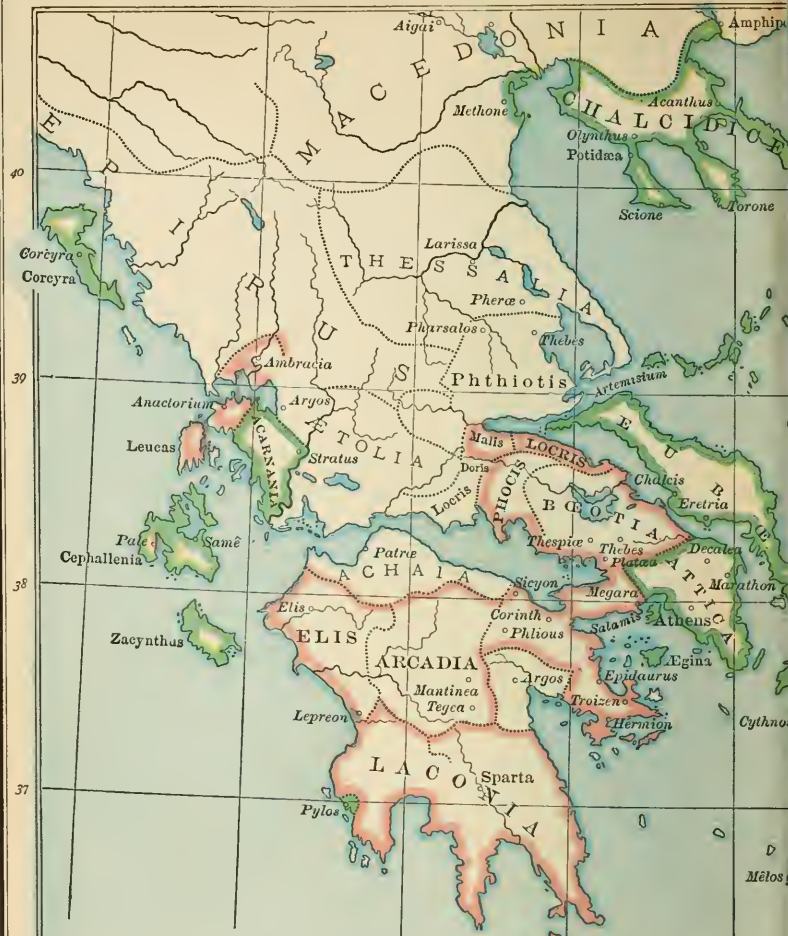 Aigai
MACEDONIA
Amphip
Methone
CHALCIDICE
Acanthus
Olynthus
Potidæa
Scione
Torone
EPIRUS
40
Corcyra
Corcyra
Larissa
THESSALIA
Pheræ
Pharsalos
Thebes
Ambracia
39
Phthiotis
Artemisium
Anactorium
Argos
Leucas
ACARNANIA
Stratus
ÆTOLIA
Malis
LOCRIS
Doris
EUBŒ
Locris
PHOCIS
BŒOTIA
Chalcis
Eretria
Pale
Samê
Cephallenia
Thespiæ
Thebes
Platæa
Decalea
38
Patræ
ACHAIA
Sicyon
Megara
ATTICA
Marathon
Zacynthus
Elis
ELIS
Corinth
Phlious
Salamis
Athens
Ægina
ARCADIA
Mantinea
Tegea
Argos
Epidaurus
Troizen
Hermion
Lepreon
Cythno
37
LACONIA
Sparta
Pylos
Mêlos